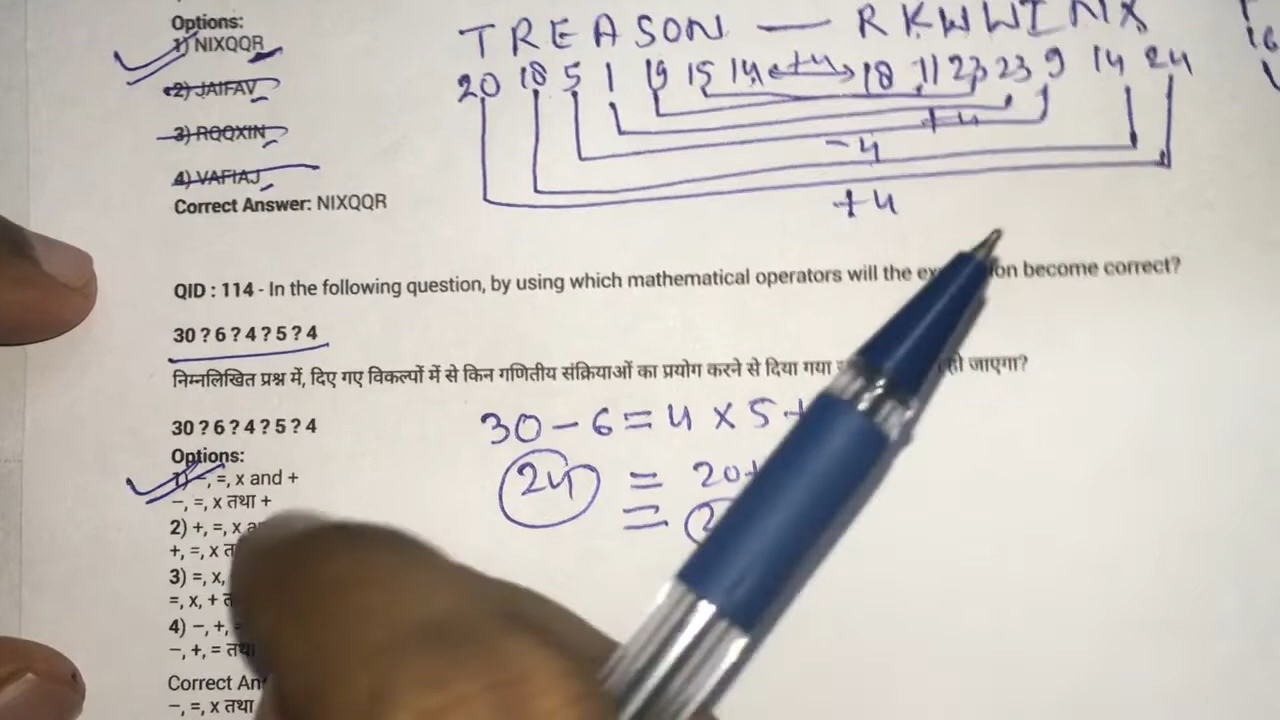 Options:
1) NIXQQR
2) JAIFAV
3) RQQXIN
4) VAFIAJ
Correct Answer: NIXQQR
TREASON — RKWWINIX
20 18 5 1 19 15 14 ←+4→ 18 11 23 23 9 14 24
+4
-4
+4
QID : 114 - In the following question, by using which mathematical operators will the become correct?
30 ? 6 ? 4 ? 5 ? 4
निम्नलिखित प्रश्न में, दिए गए विकल्पों में से किन गणितीय संक्रियाओं का प्रयोग करने से दिया गया हो जाएगा?
30 ? 6 ? 4 ? 5 ? 4
30 - 6 = 4 × 5 +
24 = 20+
=
Options:
1) −, =, x and +
−, =, x तथा +
2) +, =, x
+, =, x
3) =, x,
=, x, +
4) −, +,
−, +, = तथा
Correct
−, =, x तथा